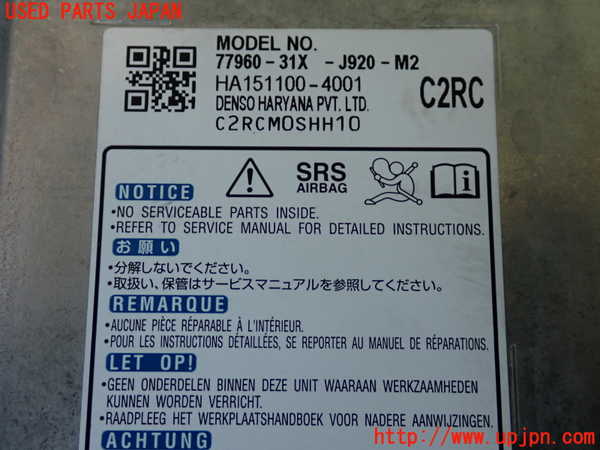 USED PARTS JAPAN
MODEL NO.
77960-31X -J920-M2
HA151100-4001
DENSO HARYANA PVT. LTD.
C2RC
C2RCM0SHH10
NOTICE
SRS
AIRBAG
•NO SERVICEABLE PARTS INSIDE.
•REFER TO SERVICE MANUAL FOR DETAILED INSTRUCTIONS.
お願い
•分解しないでください。
•取扱い、保管はサービスマニュアルを参照してください。
REMARQUE
•AUCUNE PIÈCE RÉPARABLE À L'INTÉRIEUR.
•POUR LES INSTRUCTIONS DÉTAILLÉES, SE REPORTER AU MANUEL DE RÉPARATIONS.
LET OP!
•GEEN ONDERDELEN BINNEN DEZE UNIT WAARAAN WERKZAAMHEDEN
KUNNEN WORDEN VERRICHT.
•RAADPLEEG HET WERKPLAATSHANDBOEK VOOR NADERE AANWIJZINGEN.
ACHTUNG
http://www.upjpn.com/